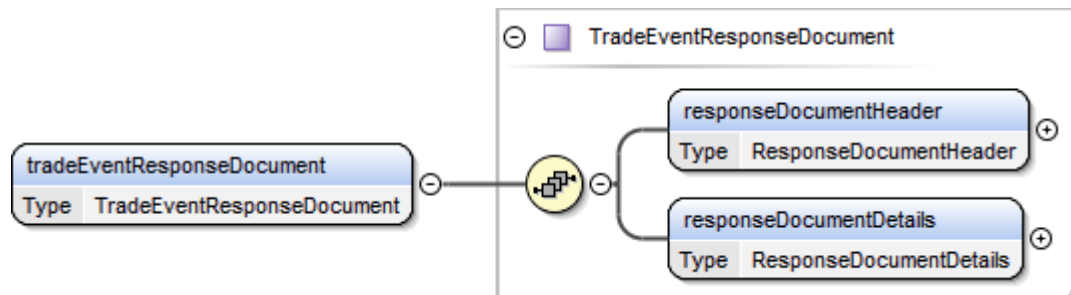 TradeEventResponseDocument
responseDocumentHeader
Type ResponseDocumentHeader
tradeEventResponseDocument
Type TradeEventResponseDocument
responseDocumentDetails
Type ResponseDocumentDetails